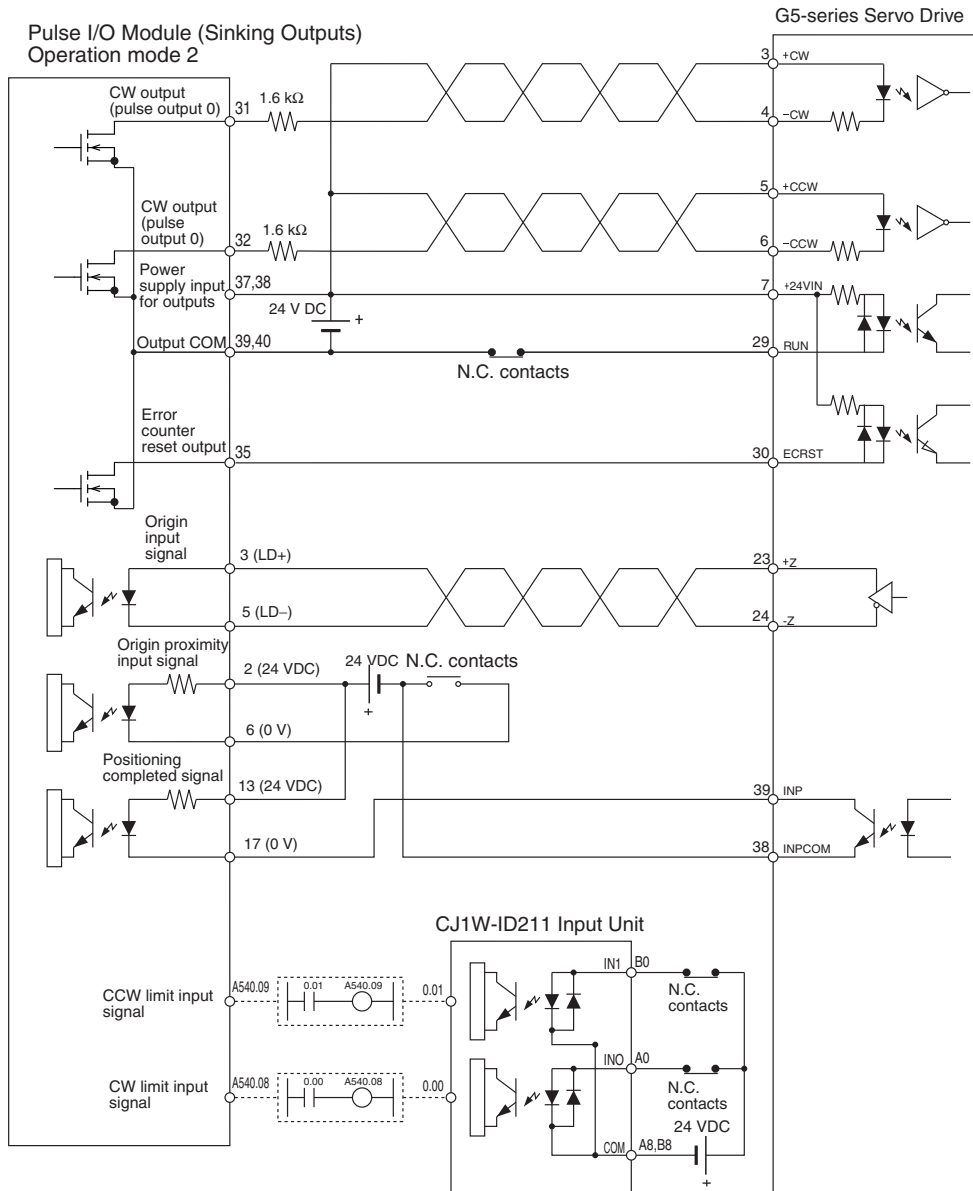 G5-series Servo Drive
Pulse I/O Module (Sinking Outputs)
Operation mode 2
CW output
(pulse output 0)
31
1.6 kΩ
3
+CW
4
−CW
CW output
(pulse
output 0)
32
1.6 kΩ
5
+CCW
6
−CCW
Power
supply input
for outputs
37,38
24 V DC
+
7
+24VIN
Output COM
39,40
N.C. contacts
29
RUN
Error
counter
reset output
35
30
ECRST
Origin
input
signal
3 (LD+)
23
+Z
5 (LD−)
24
-Z
Origin proximity
input signal
2 (24 VDC)
24 VDC
N.C. contacts
+
6 (0 V)
Positioning
completed signal
13 (24 VDC)
39
INP
17 (0 V)
38
INPCOM
CJ1W-ID211 Input Unit
CCW limit input
signal
A540.09
0.01
A540.09
0.01
IN1
B0
N.C.
contacts
CW limit input
signal
A540.08
0.00
A540.08
0.00
INO
A0
N.C.
contacts
24 VDC
COM
A8,B8
+